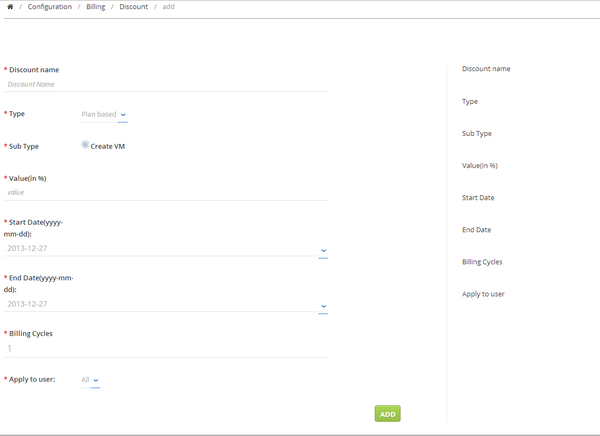 / Configuration / Billing / Discount / add
* Discount name
Discount Name
* Type
Plan based
* Sub Type
Create VM
* Value(in %)
value
* Start Date(yyyy-
mm-dd):
2013-12-27
* End Date(yyyy-mm-
dd):
2013-12-27
* Billing Cycles
1
* Apply to user:
All
ADD
Discount name
Type
Sub Type
Value(in %)
Start Date
End Date
Billing Cycles
Apply to user